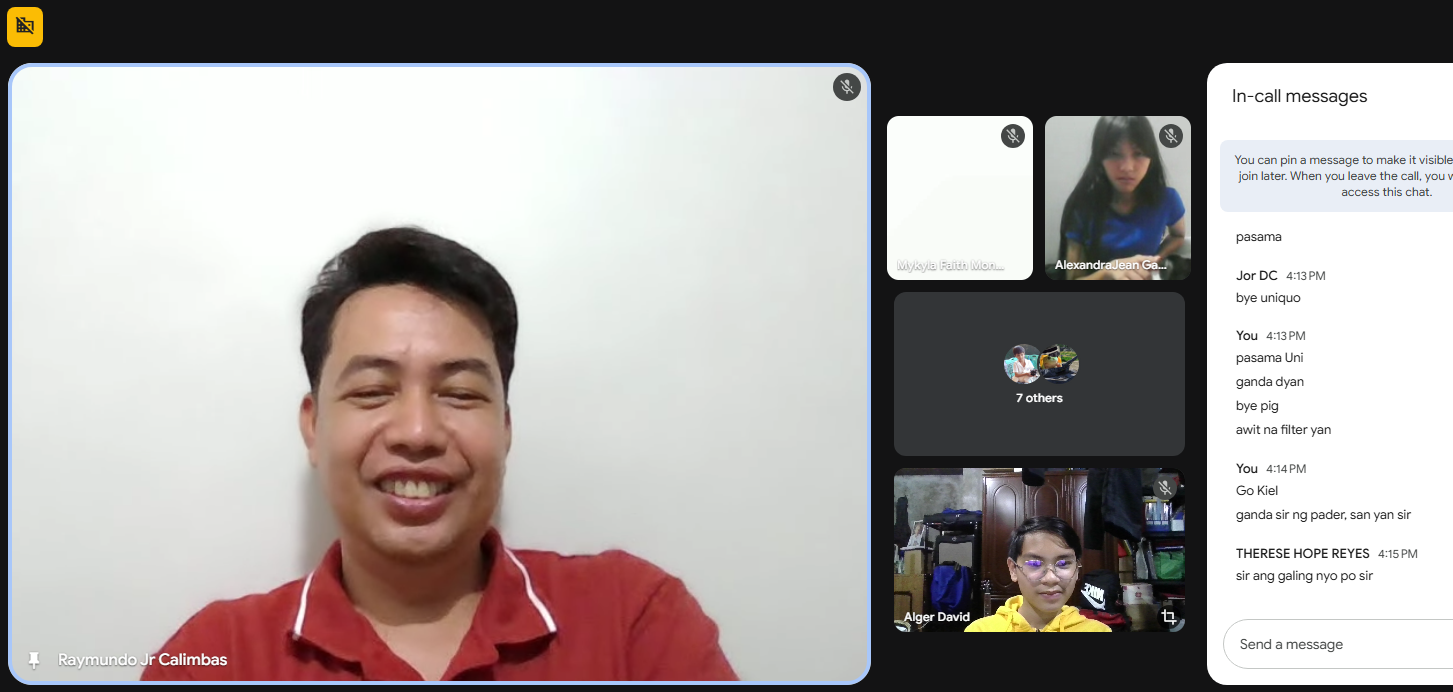 Raymundo Jr Calimbas
Mykyla Faith Mon...
AlexandraJean Ga...
7 others
Alger David
In-call messages
You can pin a message to make it visible
join later. When you leave the call, you w
access this chat.
pasama
Jor DC 4:13 PM
bye uniquo
You 4:13 PM
pasama Uni
ganda dyan
bye pig
awit na filter yan
You 4:14 PM
Go Kiel
ganda sir ng pader, san yan sir
THERESE HOPE REYES 4:15 PM
sir ang galing nyo po sir
Send a message